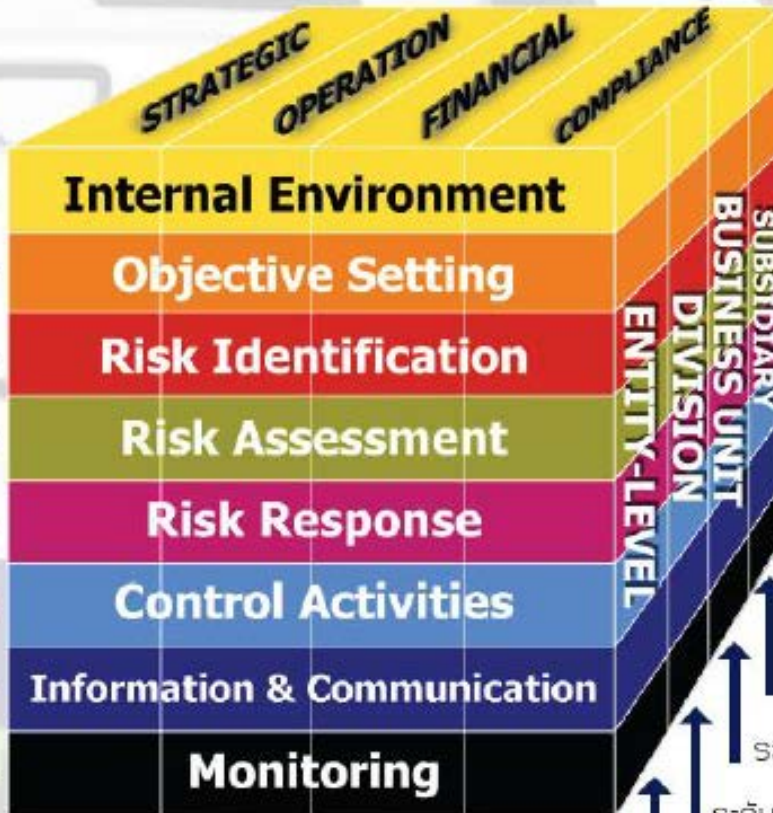 STRATEGIC
OPERATION
FINANCIAL
COMPLIANCE
Internal Environment
Objective Setting
Risk Identification
Risk Assessment
Risk Response
Control Activities
Information & Communication
Monitoring
ENTITY-LEVEL
DIVISION
BUSINESS UNIT
SUBSIDIARY